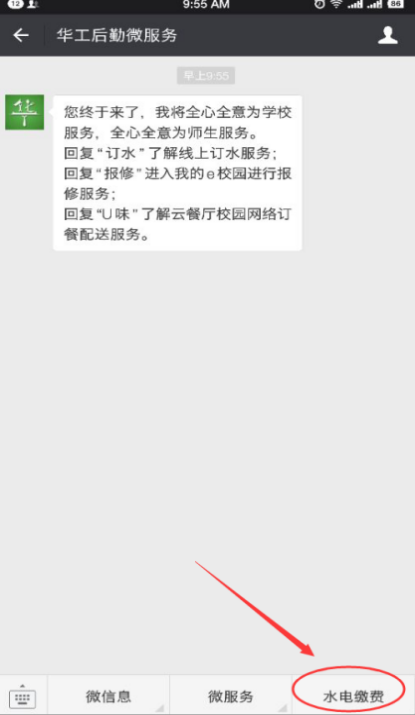 12
9:55 AM
86
华工后勤微服务
早上9:55
华
您终于来了，我将全心全意为学校
服务，全心全意为师生服务。
回复“订水”了解线上订水服务；
回复“报修”进入我的e校园进行报
修服务；
回复“U味”了解云餐厅校园网络订
餐配送服务。
微信息
微服务
水电缴费